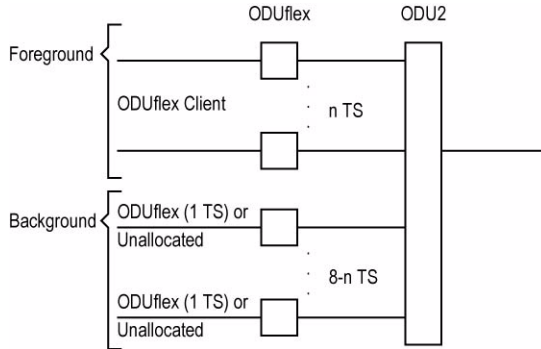 ODUflex
ODU2
Foreground
ODUflex Client
n TS
Background
ODUflex (1 TS) or
Unallocated
8-n TS
ODUflex (1 TS) or
Unallocated